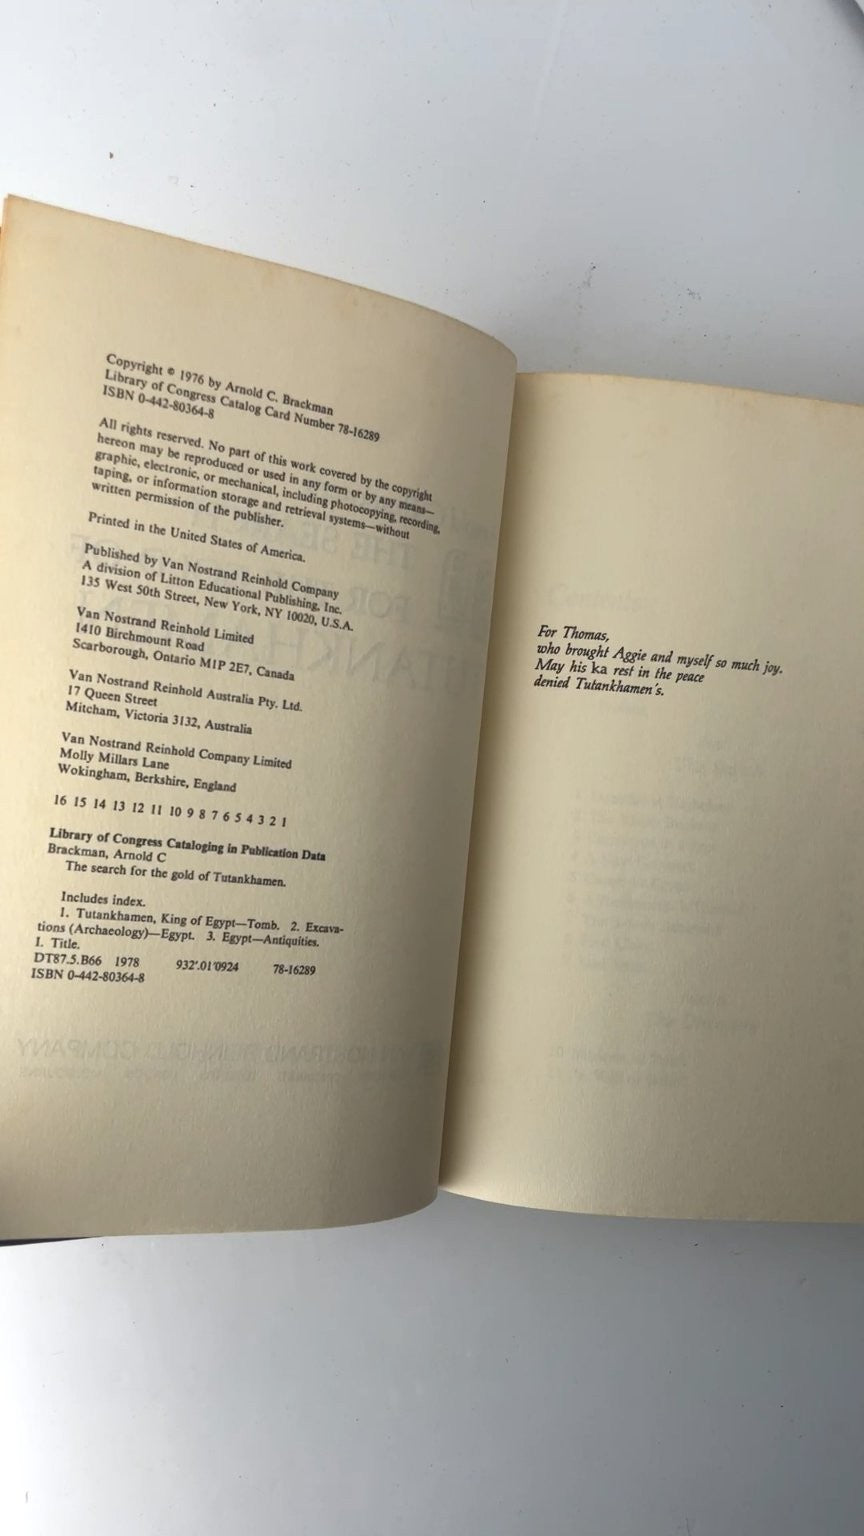 Copyright © 1976 by Arnold C. Brackman
Library of Congress Catalog Card Number 78-16289
ISBN 0-442-80364-8
All rights reserved. No part of this work covered by the copyright
hereon may be reproduced or used in any form or by any means—
graphic, electronic, or mechanical, including photocopying, recording,
taping, or information storage and retrieval systems—without
written permission of the publisher.
Printed in the United States of America.
Published by Van Nostrand Reinhold Company
A division of Litton Educational Publishing, Inc.
135 West 50th Street, New York, NY 10020, U.S.A.
Van Nostrand Reinhold Limited
1410 Birchmount Road
Scarborough, Ontario M1P 2E7, Canada
Van Nostrand Reinhold Australia Pty. Ltd.
17 Queen Street
Mitcham, Victoria 3132, Australia
Van Nostrand Reinhold Company Limited
Molly Millars Lane
Wokingham, Berkshire, England
16 15 14 13 12 11 10 9 8 7 6 5 4 3 2 1
Library of Congress Cataloging in Publication Data
Brackman, Arnold C
The search for the gold of Tutankhamen.
Includes index.
1. Tutankhamen, King of Egypt—Tomb. 2. Excava-
tions (Archaeology)—Egypt. 3. Egypt—Antiquities.
I. Title.
DT87.5.B66 1978 932'.01'0924 78-16289
ISBN 0-442-80364-8
For Thomas,
who brought Aggie and myself so much joy.
May his ka rest in the peace
denied Tutankhamen's.